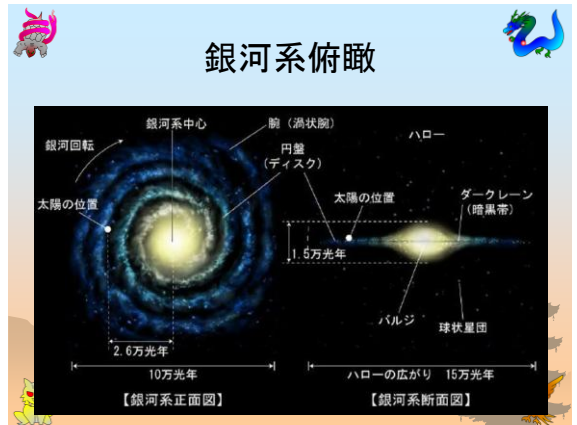 銀河系俯瞰
銀河系中心
腕（渦状腕）
銀河回転
円盤
（ディスク）
太陽の位置
2.6万光年
10万光年
【銀河系正面図】
ハロー
太陽の位置
ダークレーン
（暗黒帯）
1.5万光年
バルジ
球状星団
ハローの広がり 15万光年
【銀河系断面図】